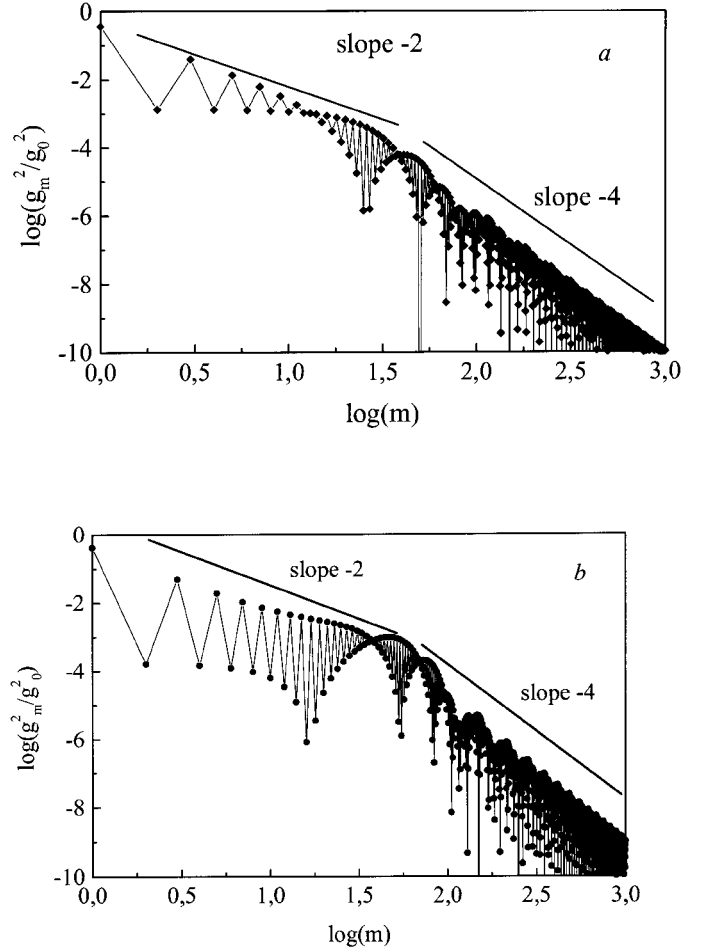 0
slope -2
a
-2
log(g_m^2/g_0^2)
-4
slope -4
-6
-8
-10
0,0 0,5 1,0 1,5 2,0 2,5 3,0
log(m)
0
slope -2
b
-2
log(g^2_m/g^2_0)
-4
slope -4
-6
-8
-10
0,0 0,5 1,0 1,5 2,0 2,5 3,0
log(m)